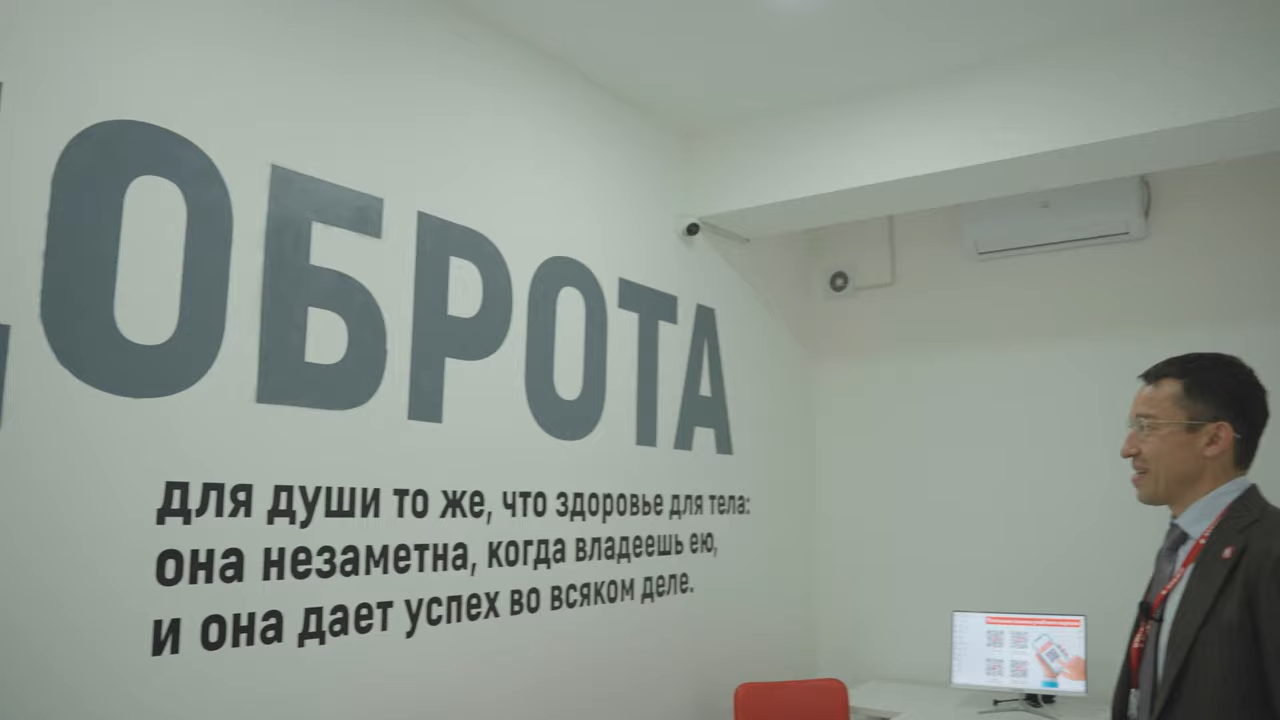 ДОБРОТА
для души то же, что здоровье для тела:
она незаметна, когда владеешь ею,
и она дает успех во всяком деле.